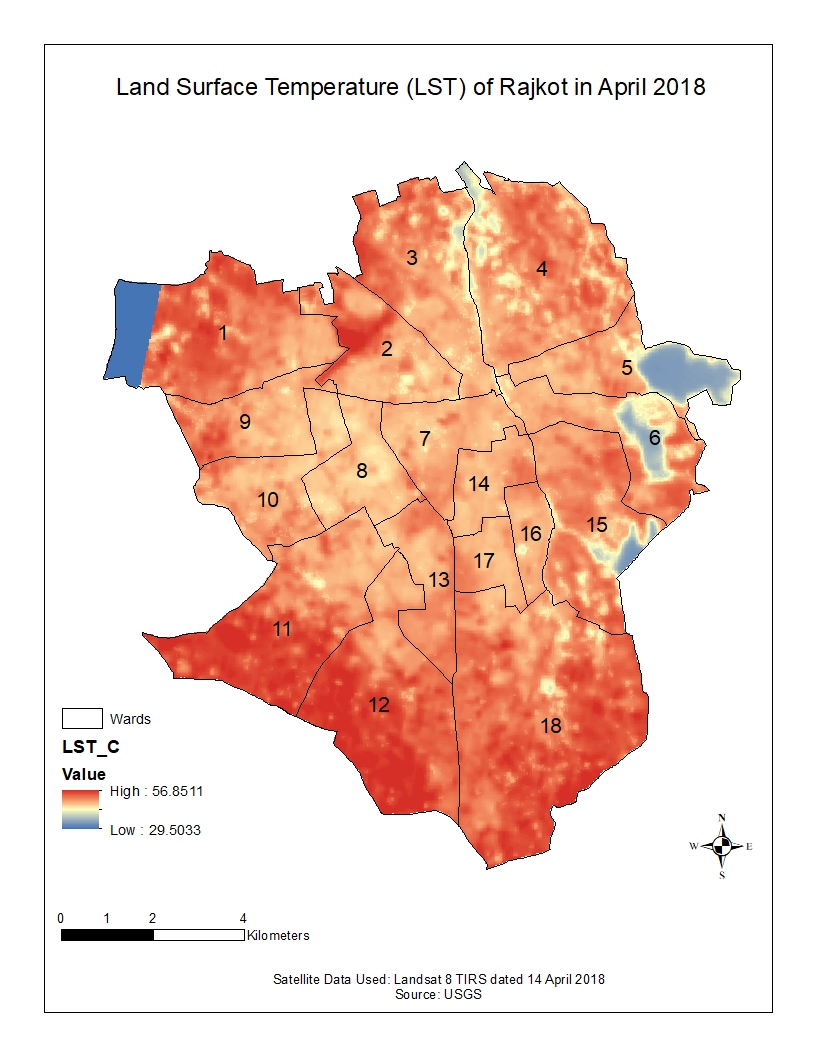 Land Surface Temperature (LST) of Rajkot in April 2018
3
4
1
2
5
9
7
6
8
10
14
15
16
17
13
11
12
18
Wards
LST_C
Value
High : 56.8511
Low : 29.5033
N
W E
S
0 1 2 4
Kilometers
Satellite Data Used: Landsat 8 TIRS dated 14 April 2018
Source: USGS